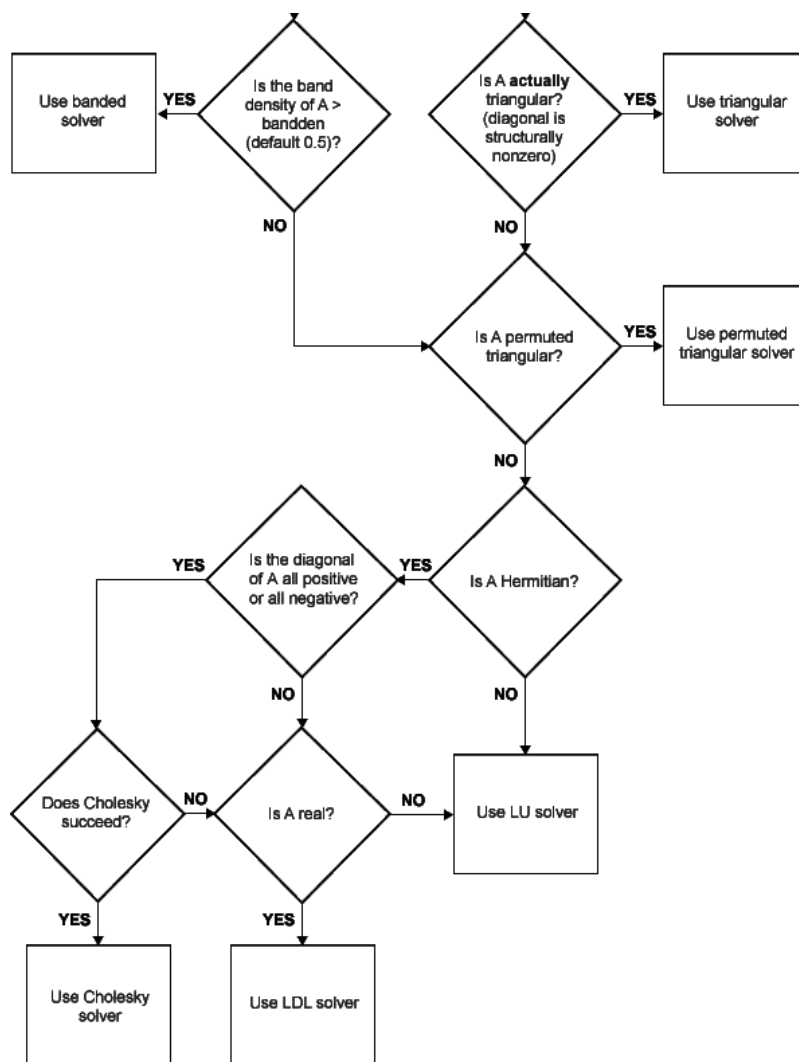 Use banded
solver
YES
Is the band
density of A >
bandden
(default 0.5)?
NO
Is A actually
triangular?
(diagonal is
structurally
nonzero)
YES
Use triangular
solver
NO
Is A permuted
triangular?
YES
Use permuted
triangular solver
NO
Is A Hermitian?
YES
Is the diagonal
of A all positive
or all negative?
YES
NO
NO
Does Cholesky
succeed?
NO
Is A real?
NO
Use LU solver
YES
YES
Use Cholesky
solver
Use LDL solver